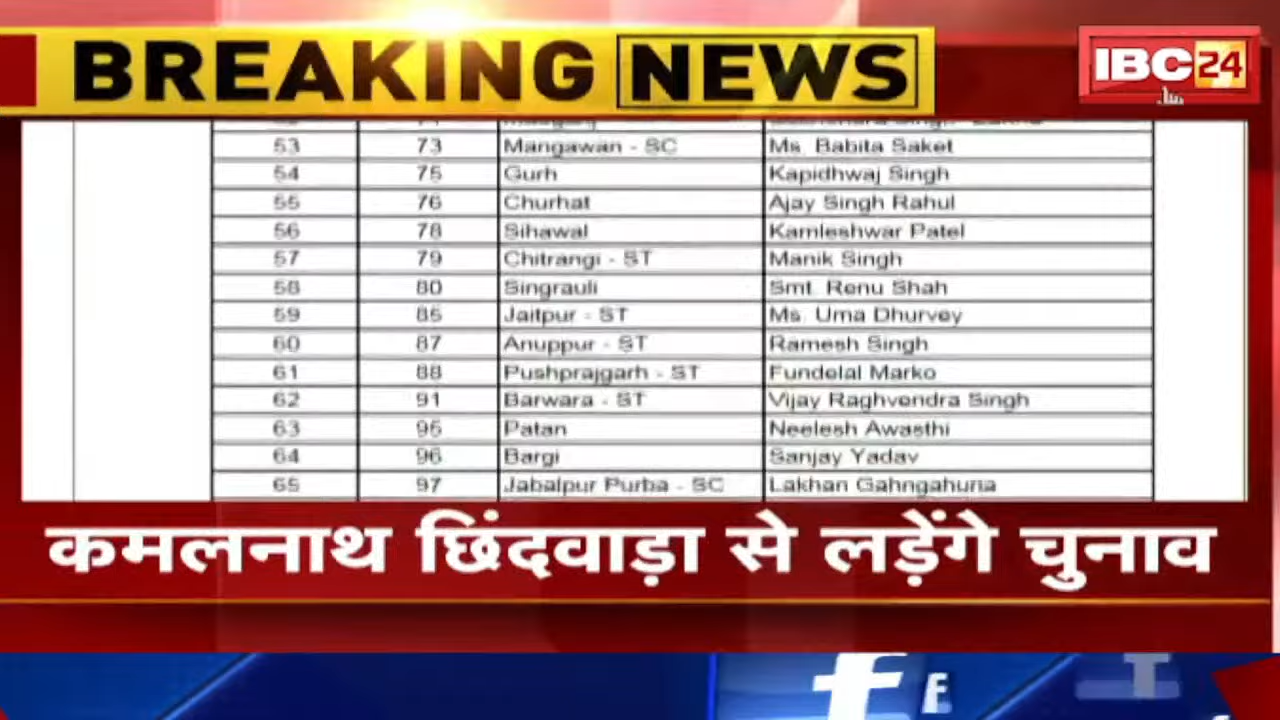 BREAKING NEWS
IBC24
53 73 Mangawan - SC Ms. Babita Saket
54 75 Gurh Kapidhwaj Singh
55 76 Churhat Ajay Singh Rahul
56 78 Sihawal Kamleshwar Patel
57 79 Chitrangi - ST Manik Singh
58 80 Singrauli Smt. Renu Shah
59 85 Jaitpur - ST Ms. Uma Dhurvey
60 87 Anuppur - ST Ramesh Singh
61 88 Pushprajgarh - ST Fundelal Marko
62 91 Barwara - ST Vijay Raghvendra Singh
63 95 Patan Neelesh Awasthi
64 96 Bargi Sanjay Yadav
65 97 Jabalpur Purba - SC Lakhan Gahngahuria
कमलनाथ छिंदवाड़ा से लड़ेंगे चुनाव
f F